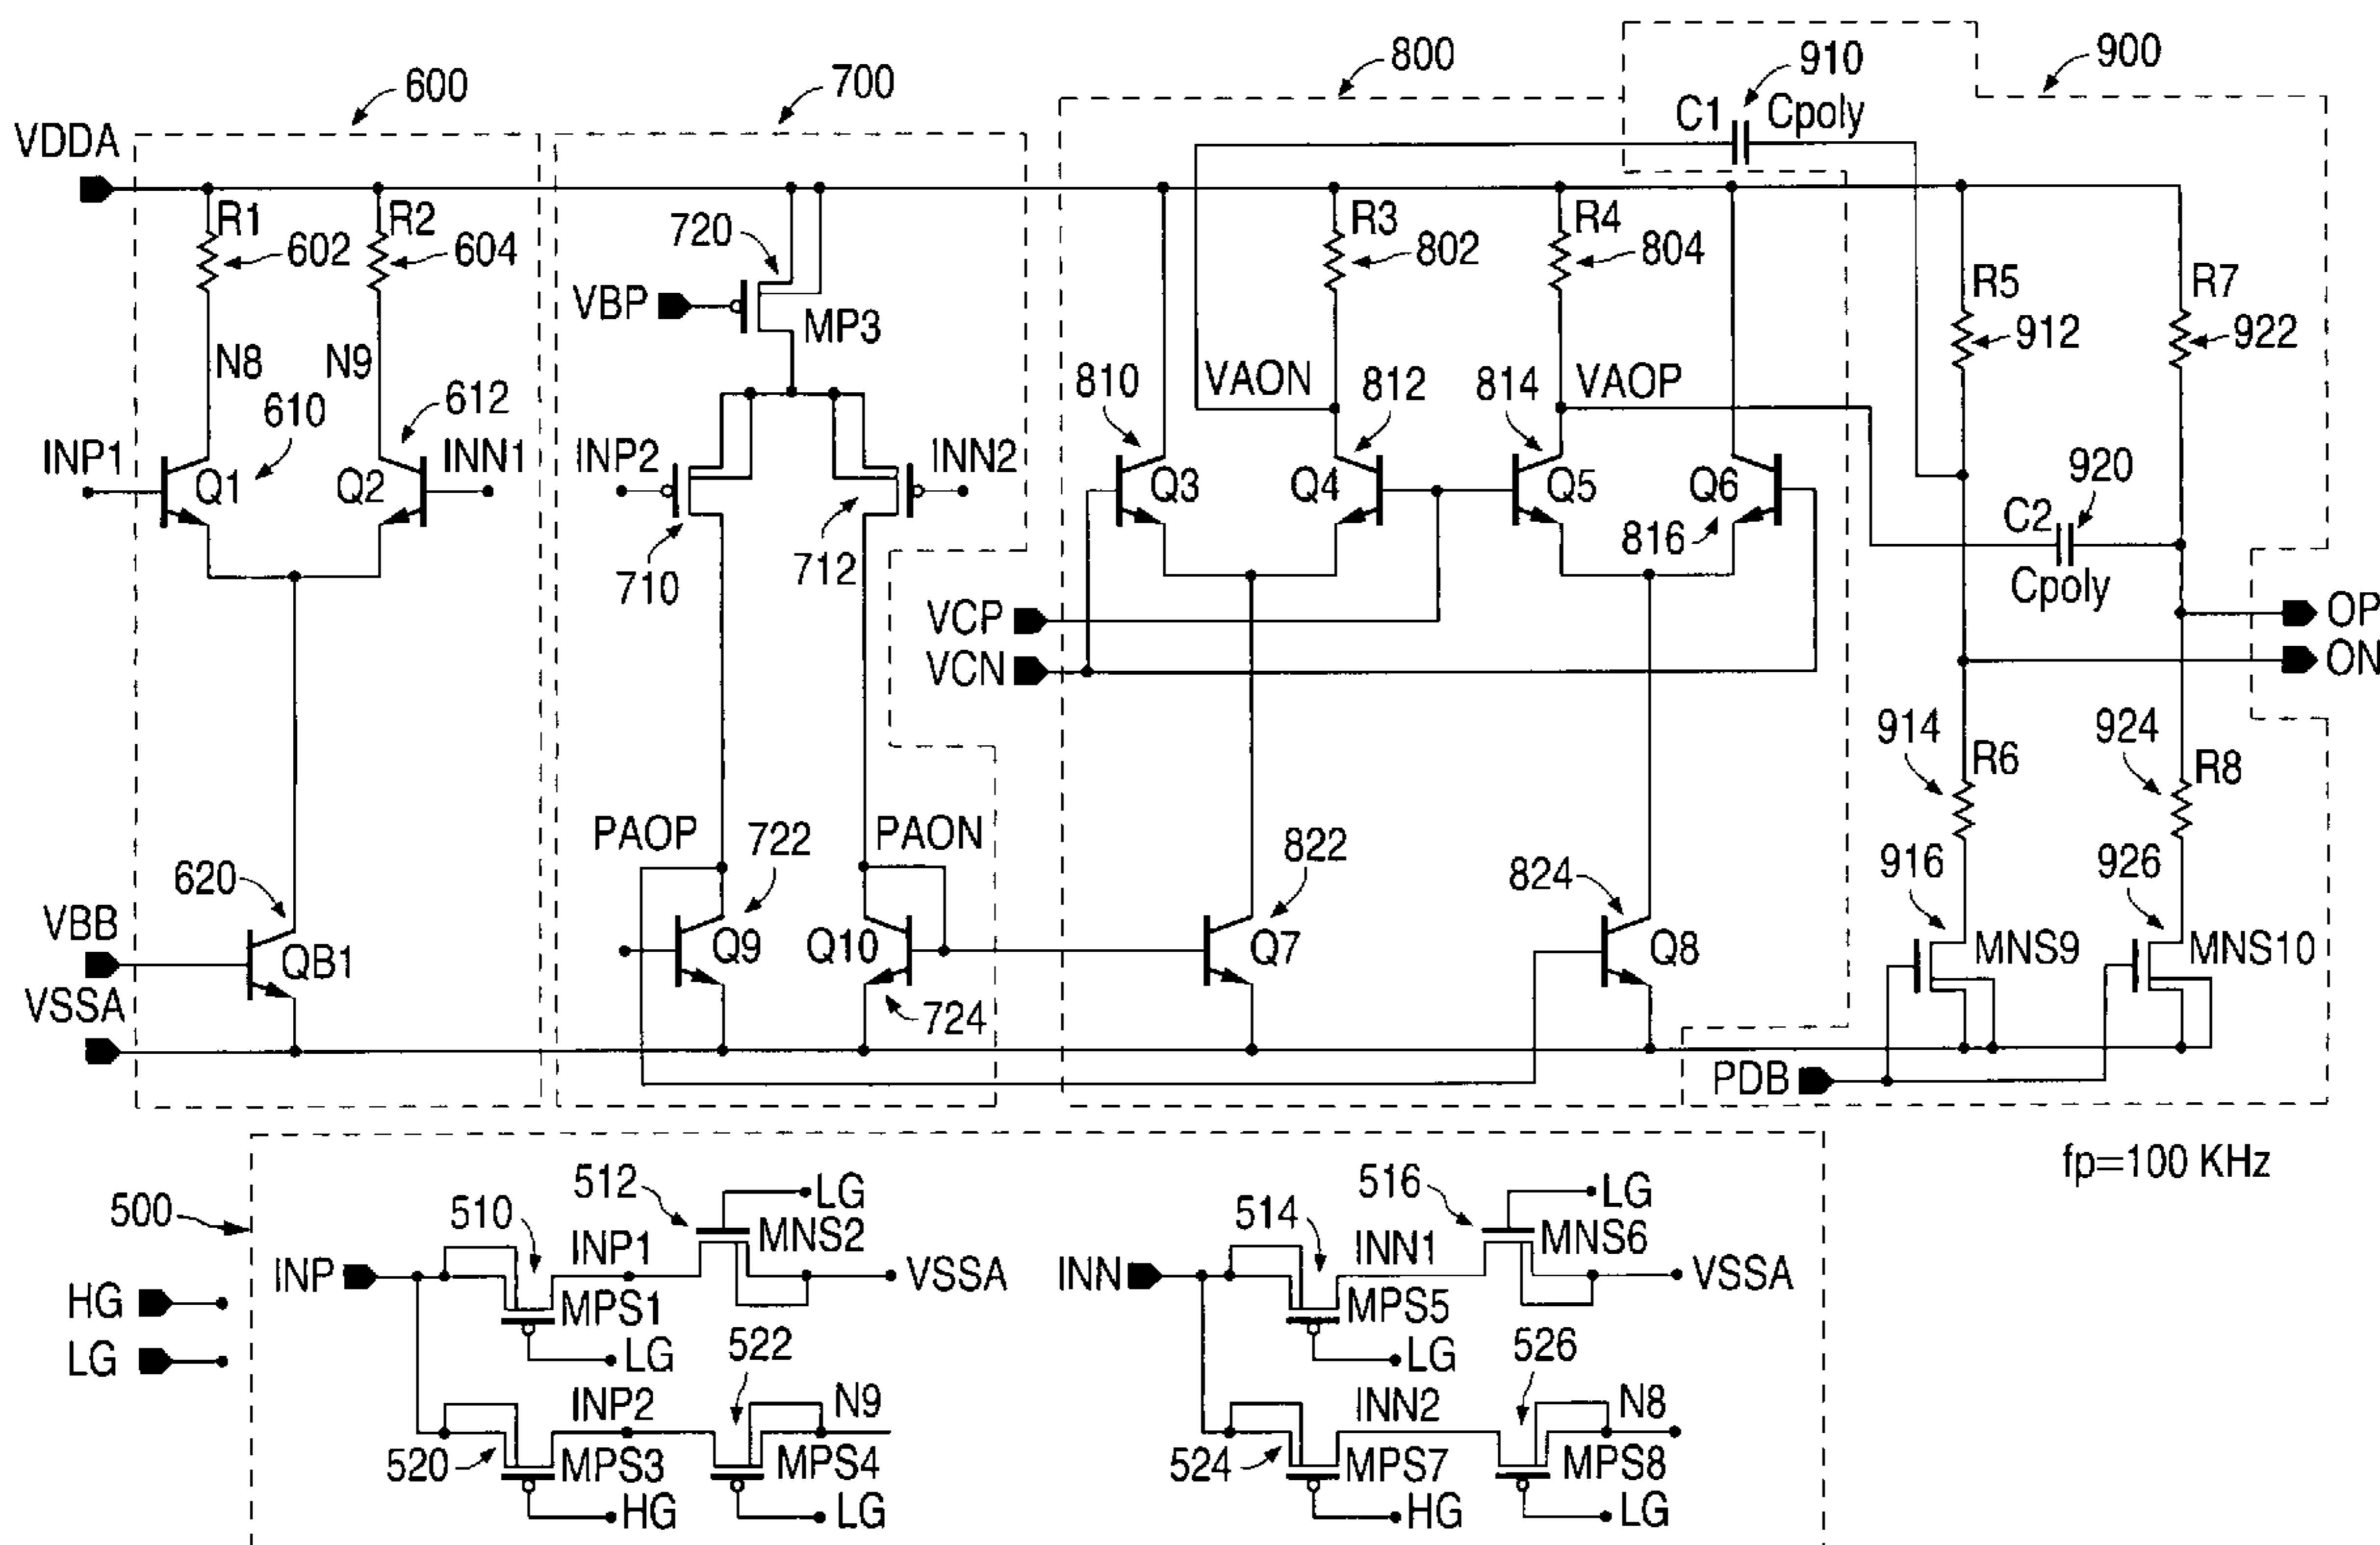 600
700
800
910
900
C1
Cpoly
VDDA
R1
602
R2
604
720
VBP
MP3
R3
802
R4
804
R5
912
R7
922
N8
N9
610
612
VAON
VAOP
810
812
814
INP1
Q1
Q2
INN1
INP2
INN2
710
712
Q3
Q4
Q5
Q6
816
920
C2
Cpoly
VCP
VCN
OP
ON
914
R6
924
R8
PAOP
722
PAON
822
824
916
926
620
VBB
QB1
VSSA
Q9
Q10
724
Q7
Q8
MNS9
MNS10
PDB
fp=100 KHz
500
HG
LG
INP
510
INP1
512
LG
MNS2
VSSA
MPS1
LG
INP2
522
N9
520
MPS3
HG
MPS4
LG
INN
514
INN1
516
LG
MNS6
VSSA
MPS5
LG
INN2
526
N8
524
MPS7
HG
MPS8
LG